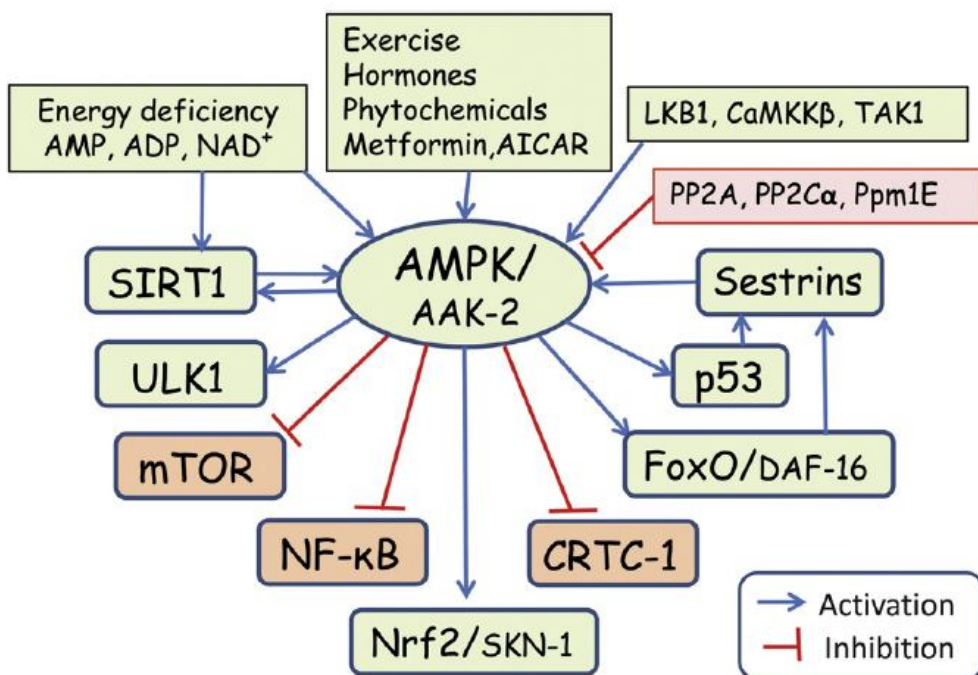 Exercise
Hormones
Phytochemicals
Metformin,AICAR
Energy deficiency
AMP, ADP, NAD⁺
LKB1, CaMKKβ, TAK1
PP2A, PP2Cα, Ppm1E
SIRT1
AMPK/
AAK-2
Sestrins
ULK1
p53
mTOR
FoxO/DAF-16
NF-κB
CRTC-1
Nrf2/SKN-1
Activation
Inhibition